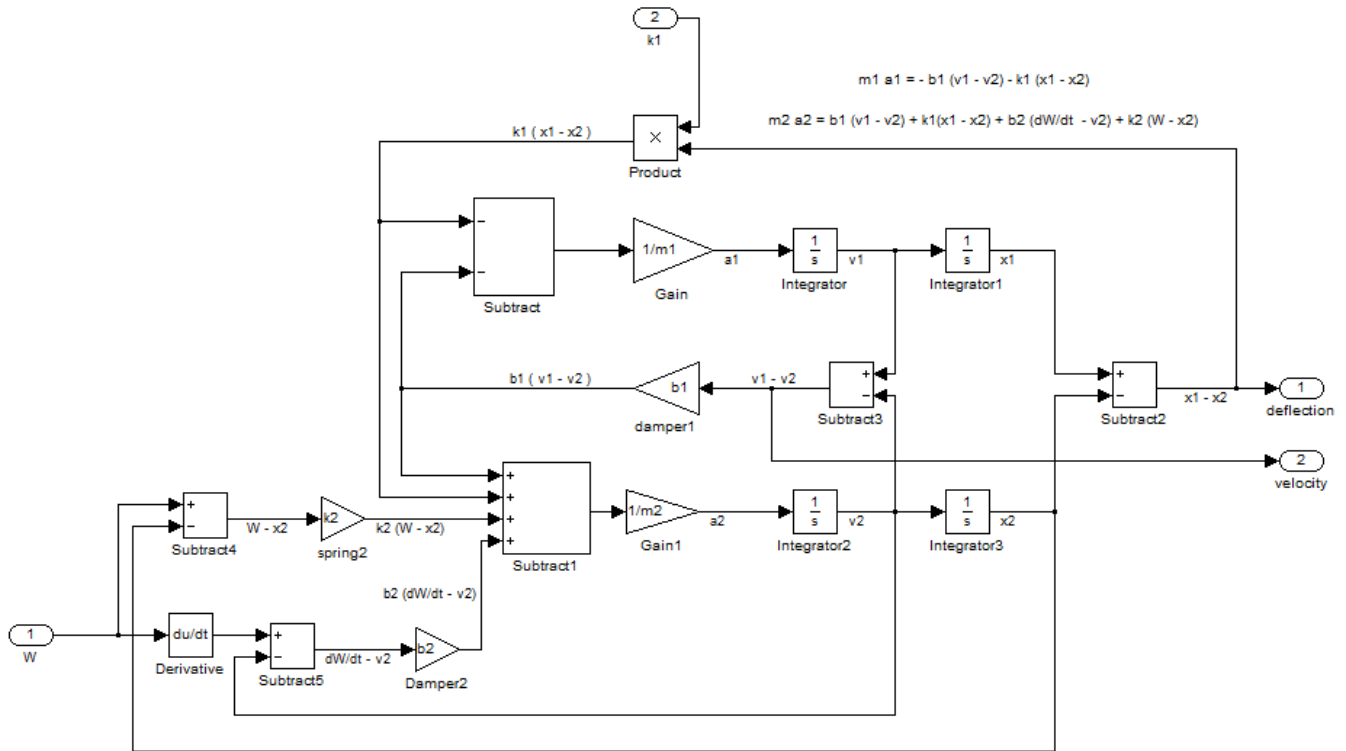 2
k1
m1 a1 = - b1 (v1 - v2) - k1 (x1 - x2)
m2 a2 = b1 (v1 - v2) + k1(x1 - x2) + b2 (dW/dt - v2) + k2 (W - x2)
k1 ( x1 - x2 )
×
Product
−
−
Subtract
1/m1
Gain
a1
1
s
Integrator
v1
1
s
Integrator1
x1
b1 ( v1 - v2 )
b1
damper1
v1 - v2
+
−
Subtract3
+
−
Subtract2
x1 - x2
1
deflection
2
velocity
+
−
Subtract4
W - x2
k2
spring2
k2 (W - x2)
+
+
+
+
Subtract1
1/m2
Gain1
a2
1
s
Integrator2
v2
1
s
Integrator3
x2
b2 (dW/dt - v2)
1
W
du/dt
Derivative
+
−
Subtract5
dW/dt - v2
b2
Damper2